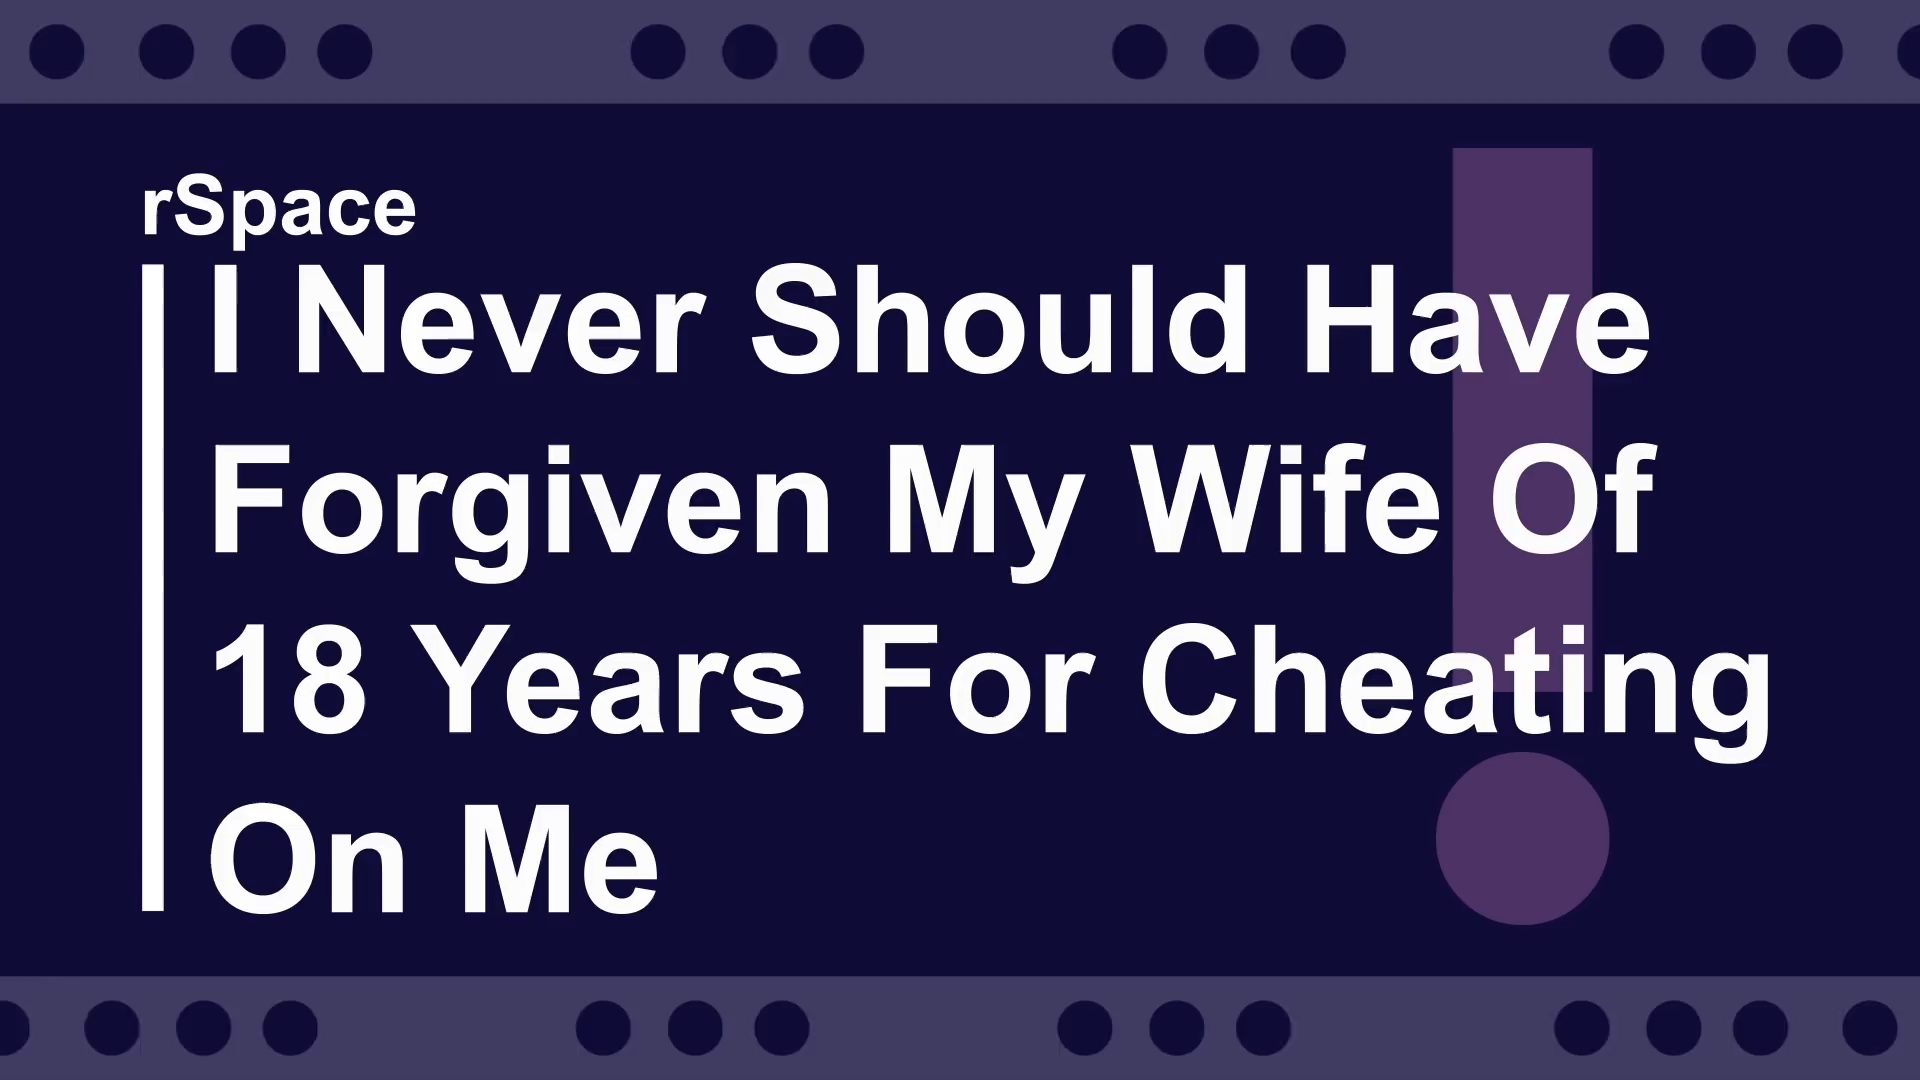 rSpace
I Never Should Have
Forgiven My Wife Of
18 Years For Cheating
On Me